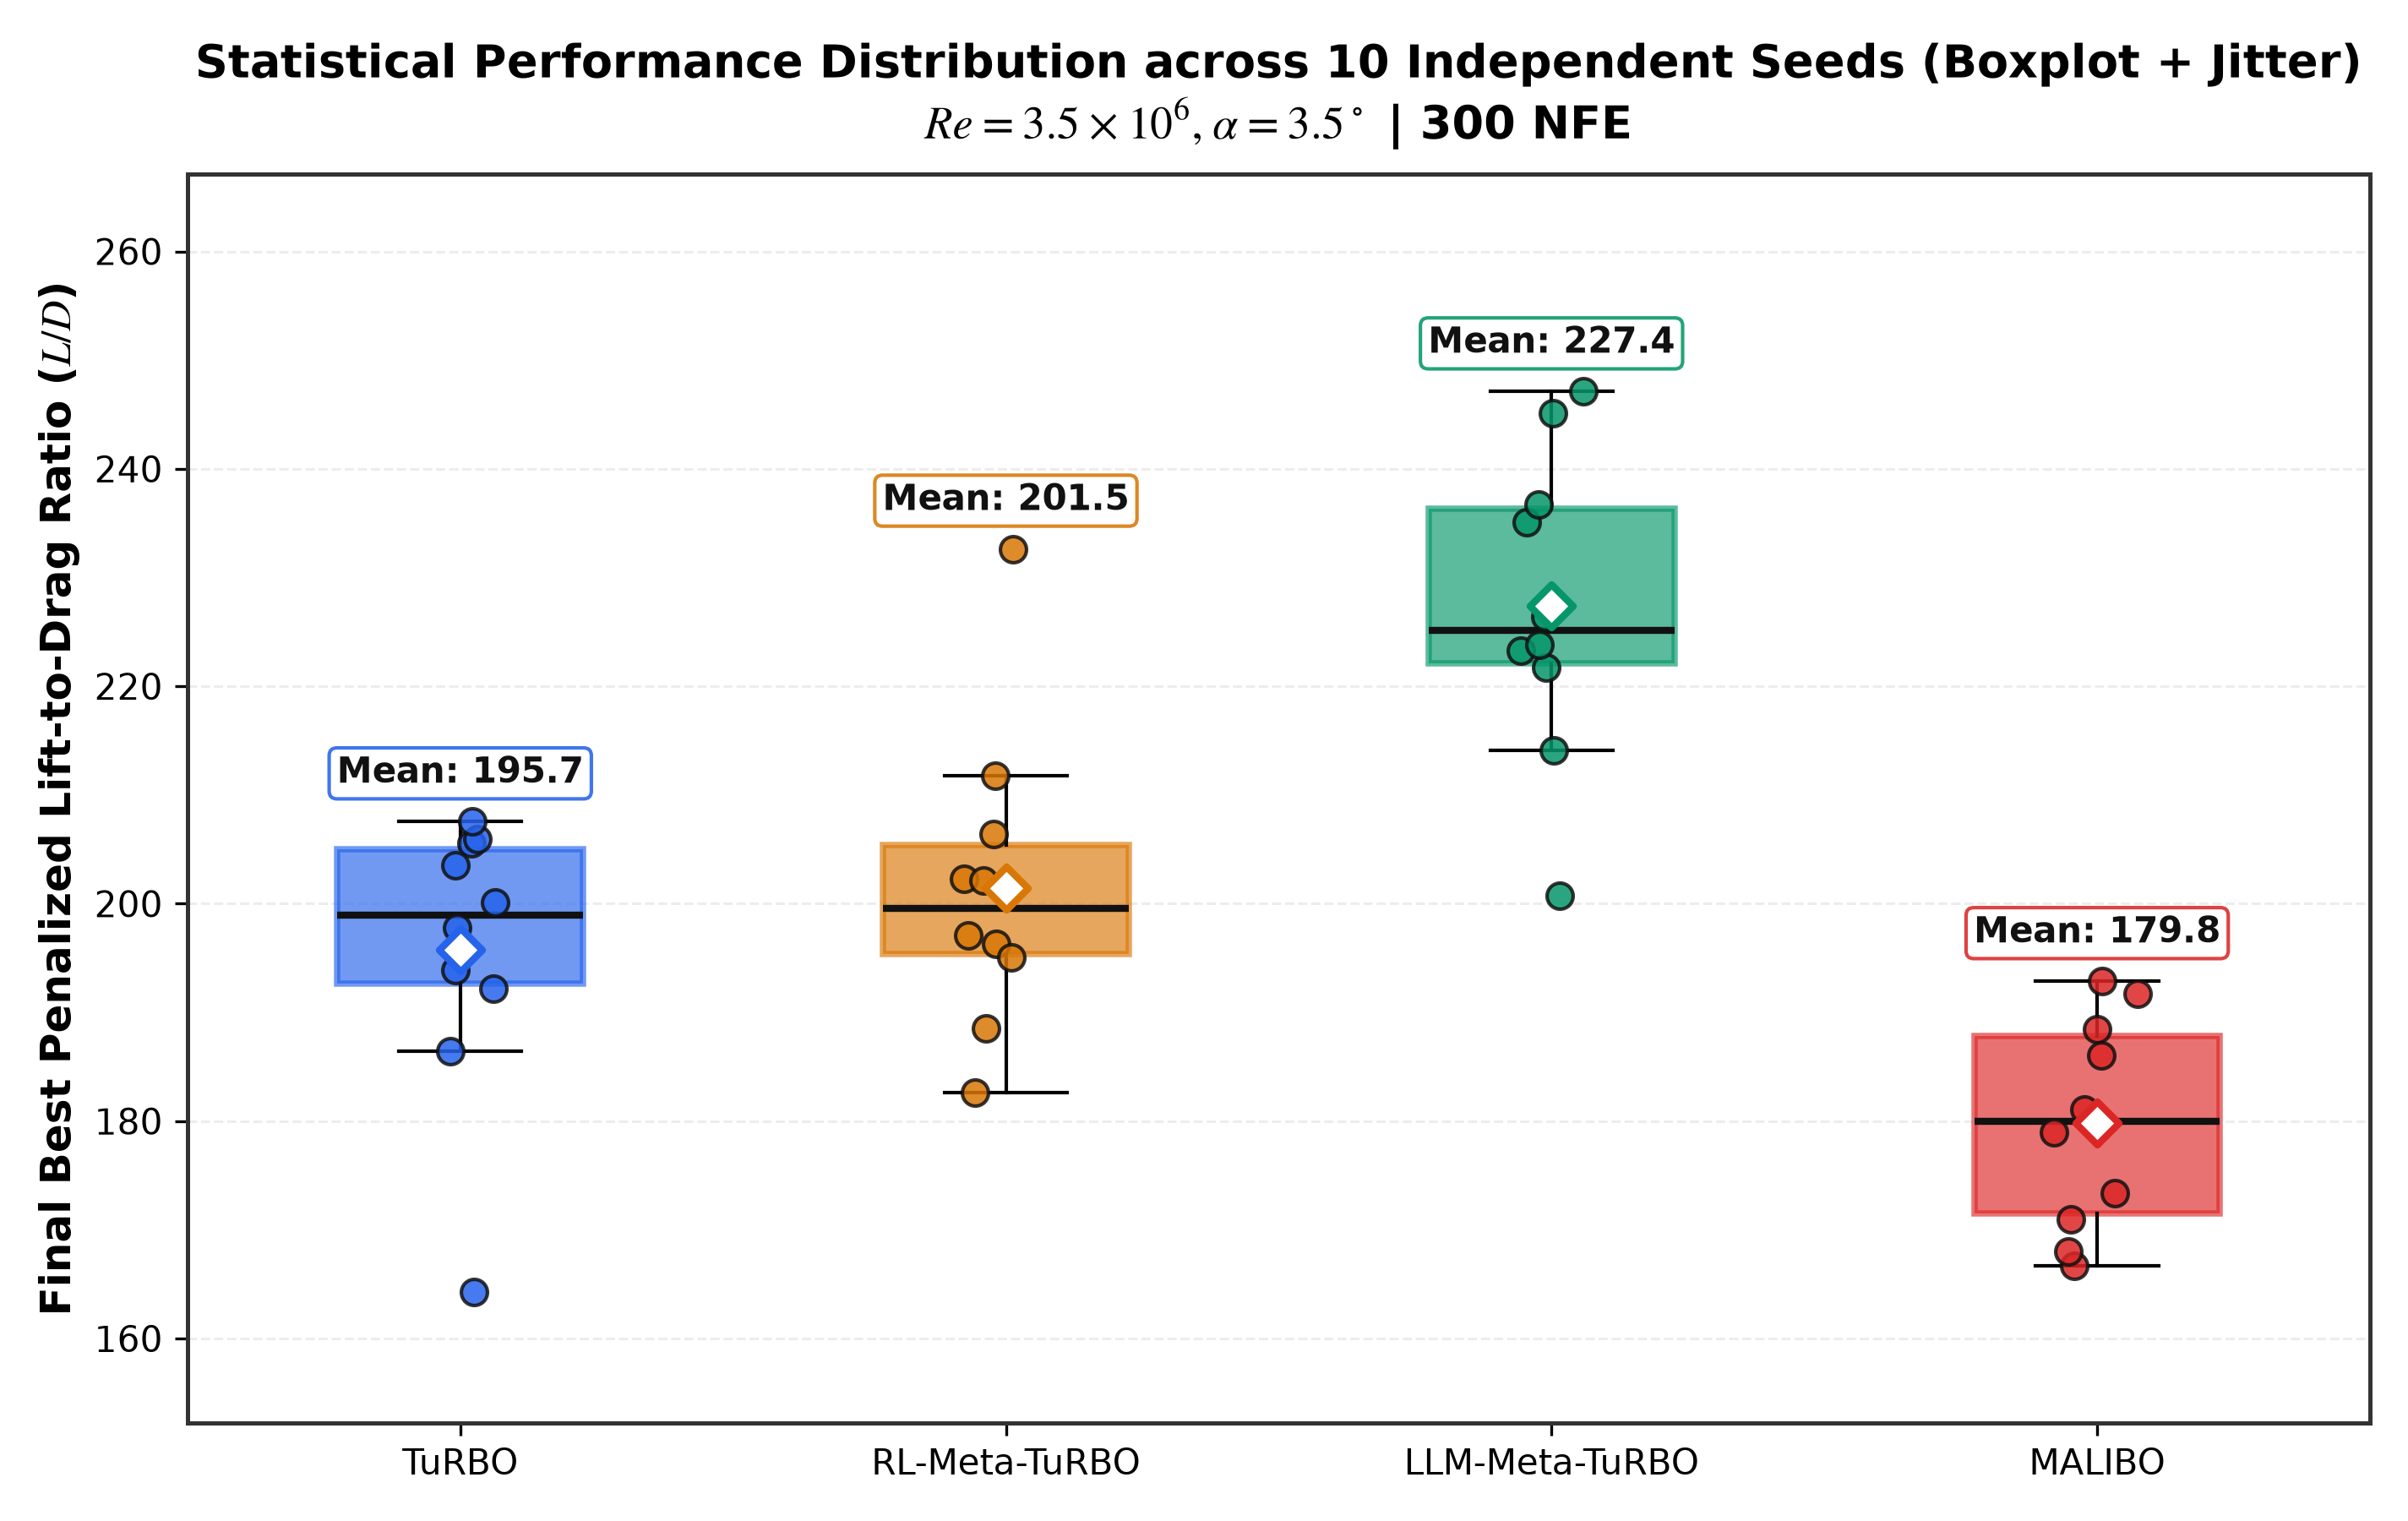 Statistical Performance Distribution across 10 Independent Seeds (Boxplot + Jitter)
Re = 3.5 × 10⁶, α = 3.5° | 300 NFE
Final Best Penalized Lift-to-Drag Ratio (L/D)
260
240
220
200
180
160
Mean: 195.7
Mean: 201.5
Mean: 227.4
Mean: 179.8
TuRBO
RL-Meta-TuRBO
LLM-Meta-TuRBO
MALIBO